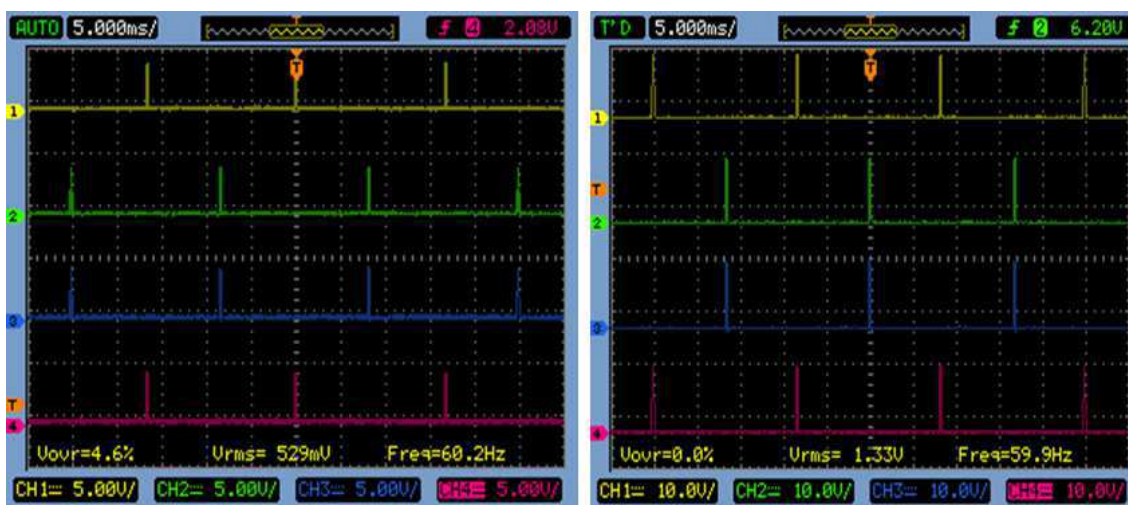 AUTO 5.000ms/ T 4 2.08V
T
1
2
3
T
4
Vovr=4.6% Vrms= 529mV Freq=60.2Hz
CH1 5.00V/ CH2 5.00V/ CH3 5.00V/ CH4 5.00V/
T'D 5.000ms/ T 2 6.20V
T
1
T
2
3
4
Vovr=0.0% Vrms= 1.33V Freq=59.9Hz
CH1 10.0V/ CH2 10.0V/ CH3 10.0V/ CH4 10.0V/